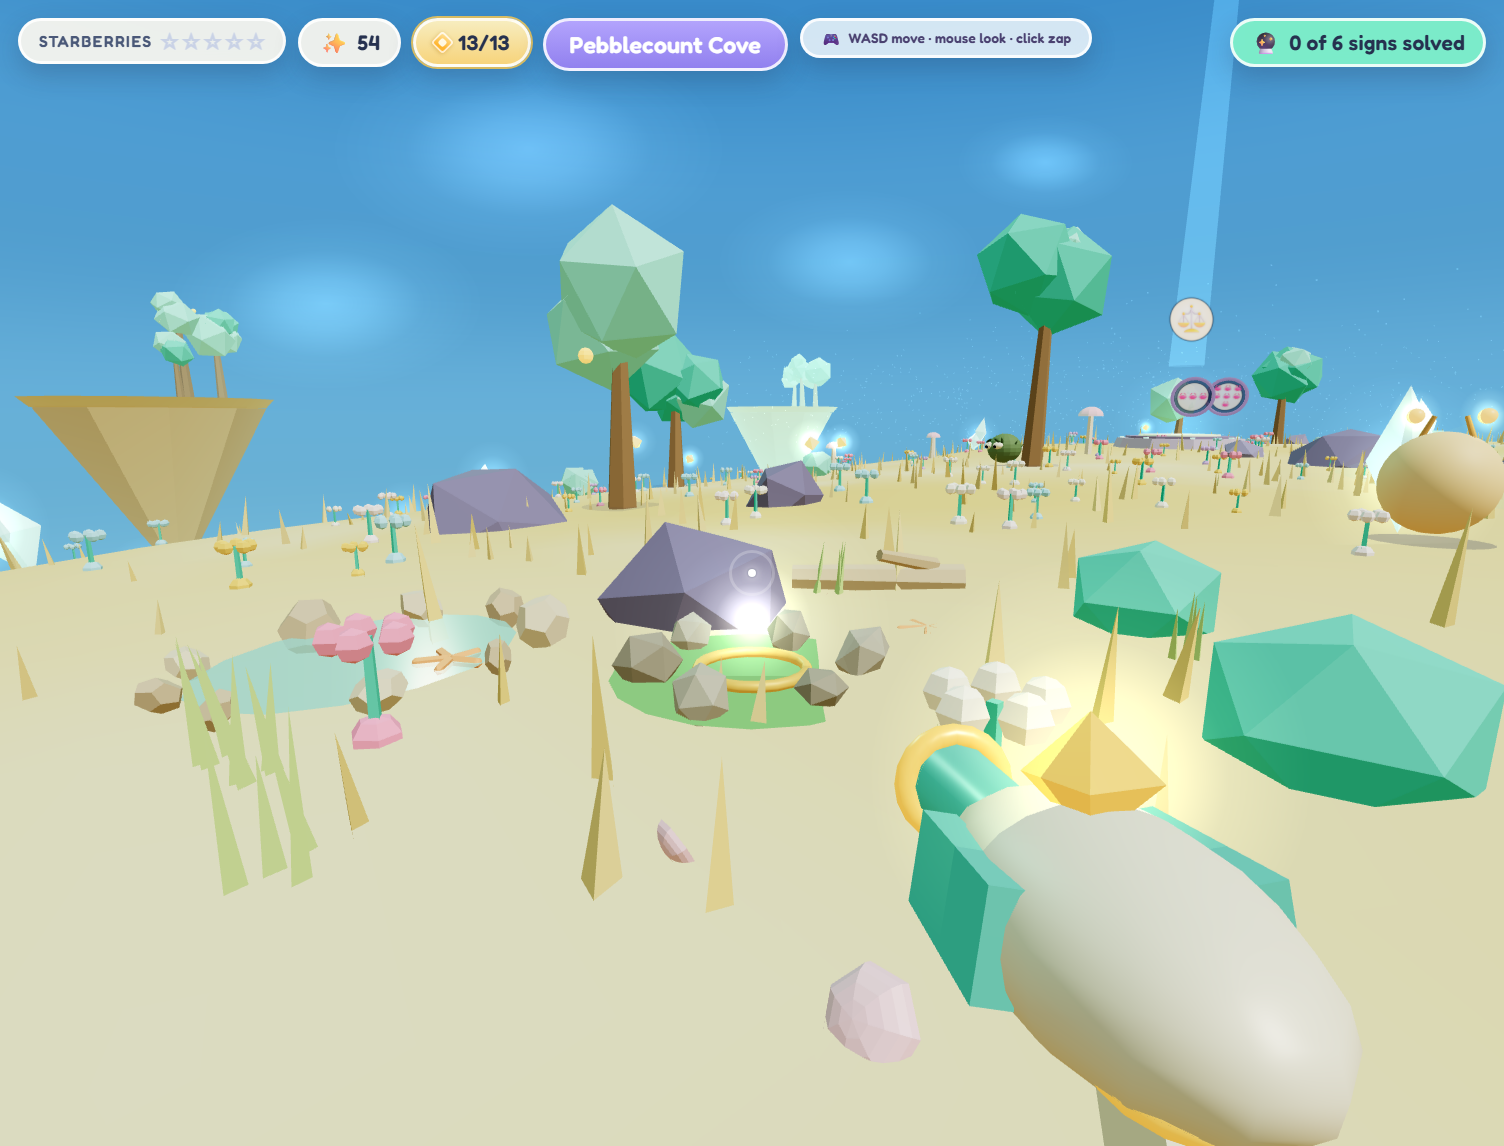 STARBERRIES
54
13/13
Pebblecount Cove
WASD move · mouse look · click zap
0 of 6 signs solved